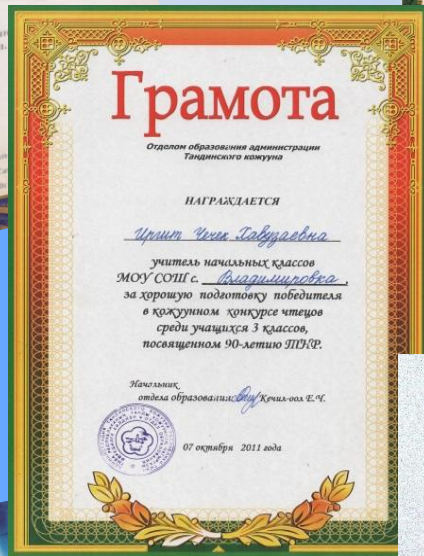 Грамота
Отделом образования администрации
Тандинского кожууна
НАГРАЖДАЕТСЯ
Иргит Чечек Хавузаевна
учитель начальных классов
МОУ СОШ с. Владимировка,
за хорошую подготовку победителя
в кожуунном конкурсе чтецов
среди учащихся 3 классов,
посвященном 90-летию ТНР.
Начальник
отдела образования Кечил-оол Е.Ч.
07 октября 2011 года